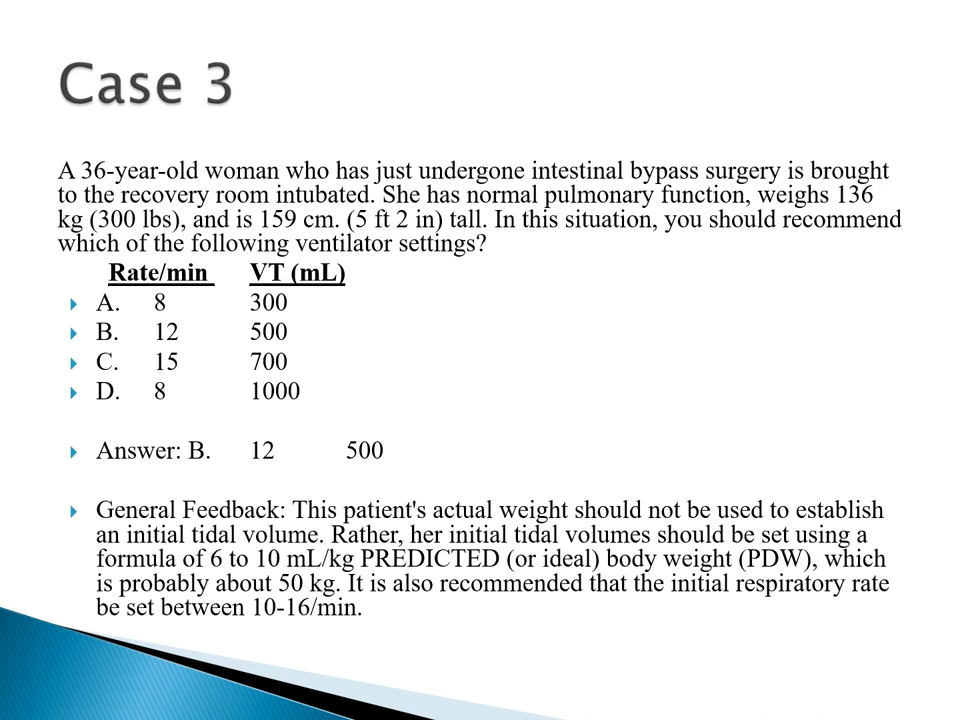 Case 3
A 36-year-old woman who has just undergone intestinal bypass surgery is brought
to the recovery room intubated. She has normal pulmonary function, weighs 136
kg (300 lbs), and is 159 cm. (5 ft 2 in) tall. In this situation, you should recommend
which of the following ventilator settings?
Rate/min VT (mL)
A. 8 300
B. 12 500
C. 15 700
D. 8 1000
Answer: B. 12 500
General Feedback: This patient's actual weight should not be used to establish
an initial tidal volume. Rather, her initial tidal volumes should be set using a
formula of 6 to 10 mL/kg PREDICTED (or ideal) body weight (PDW), which
is probably about 50 kg. It is also recommended that the initial respiratory rate
be set between 10-16/min.